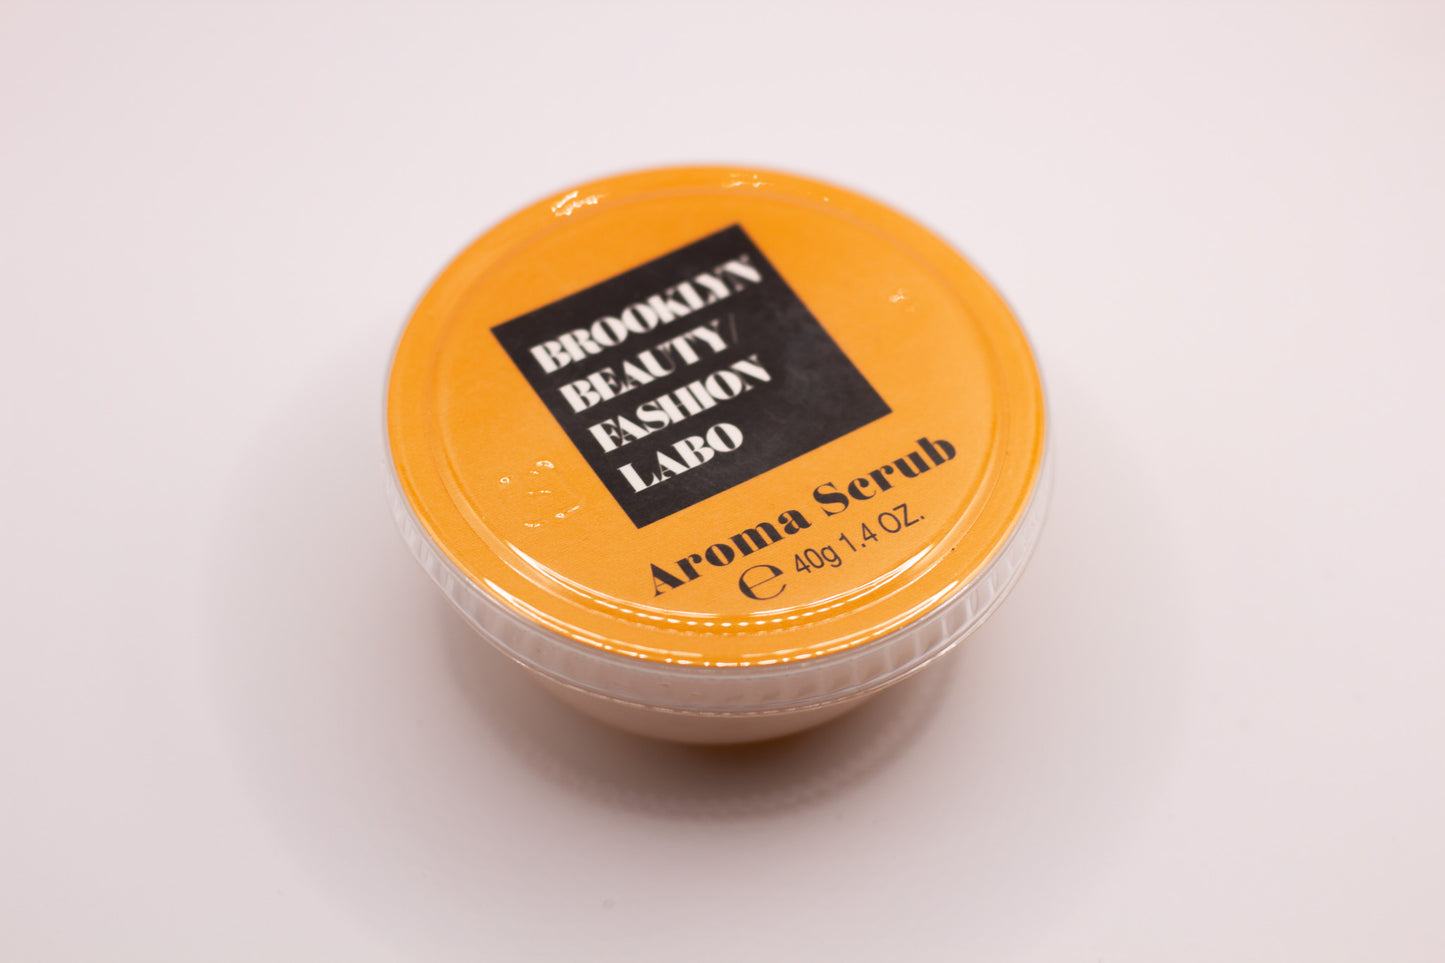 BROOKLYN
BEAUTY/
FASHION
LABO
Aroma Scrub
℮ 40g 1.4 OZ.